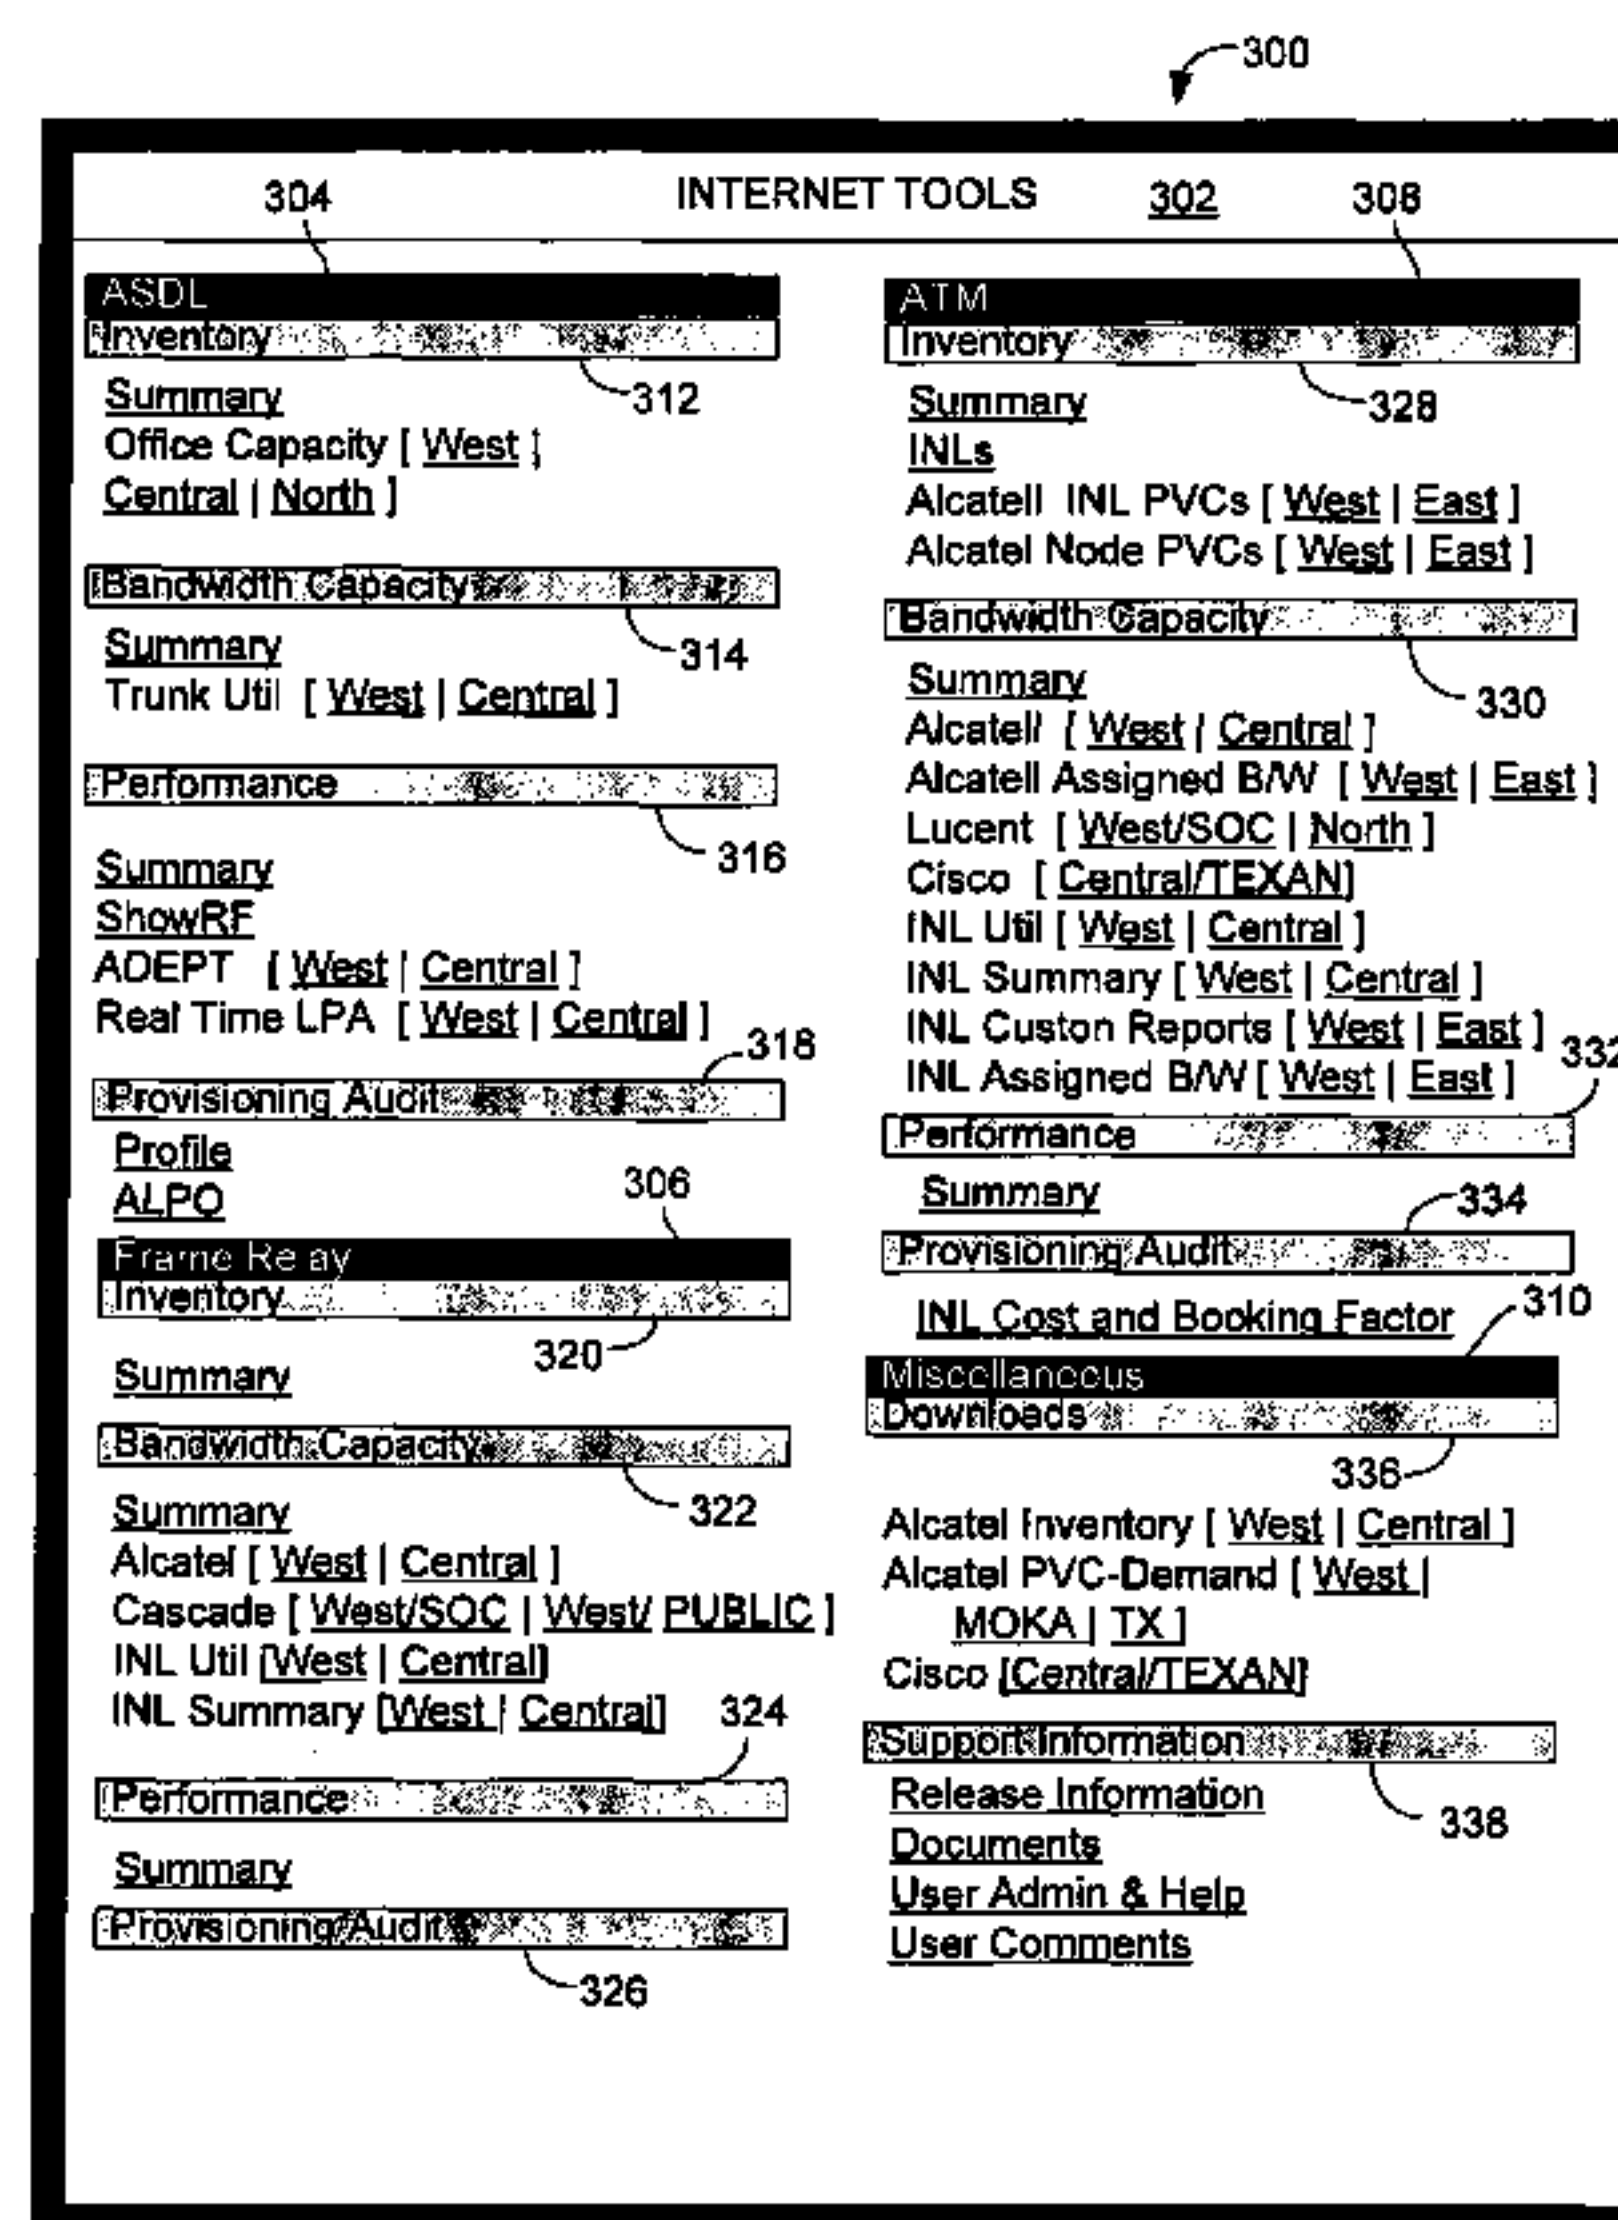 300
INTERNET TOOLS 302
304
ASDL
Inventory
312
Summary
Office Capacity [ West ]
Central | North ]
Bandwidth Capacity
314
Summary
Trunk Util [ West | Central ]
Performance
316
Summary
ShowRF
ADEPT [ West | Central ]
Real Time LPA [ West | Central ]
318
Provisioning Audit
Profile
ALPO
306
Frame Relay
Inventory
320
Summary
Bandwidth Capacity
322
Summary
Alcatel [ West | Central ]
Cascade [ West/SOC | West/ PUBLIC ]
INL Util [West | Central]
INL Summary [West | Central]
324
Performance
Summary
Provisioning Audit
326
308
ATM
Inventory
328
Summary
INLs
Alcatell INL PVCs [ West | East ]
Alcatel Node PVCs [ West | East ]
Bandwidth Capacity
330
Summary
Alcatell [ West | Central ]
Alcatell Assigned B/W [ West | East ]
Lucent [ West/SOC | North ]
Cisco [ Central/TEXAN]
INL Util [ West | Central ]
INL Summary [ West | Central ]
INL Custon Reports [ West | East ]
332
INL Assigned B/W [ West | East ]
Performance
Summary
334
Provisioning Audit
310
INL Cost and Booking Factor
Miscellaneous
Downloads
336
Alcatel Inventory [ West | Central ]
Alcatel PVC-Demand [ West |
MOKA | TX ]
Cisco [Central/TEXAN]
Support Information
338
Release Information
Documents
User Admin & Help
User Comments